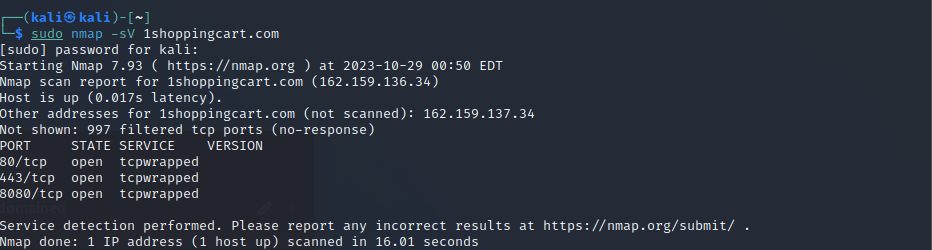 ┌──(kali㉿kali)-[~]
└─$ sudo nmap -sV 1shoppingcart.com
[sudo] password for kali:
Starting Nmap 7.93 ( https://nmap.org ) at 2023-10-29 00:50 EDT
Nmap scan report for 1shoppingcart.com (162.159.136.34)
Host is up (0.017s latency).
Other addresses for 1shoppingcart.com (not scanned): 162.159.137.34
Not shown: 997 filtered tcp ports (no-response)
PORT     STATE SERVICE    VERSION
80/tcp   open  tcpwrapped
443/tcp  open  tcpwrapped
8080/tcp open  tcpwrapped
Service detection performed. Please report any incorrect results at https://nmap.org/submit/ .
Nmap done: 1 IP address (1 host up) scanned in 16.01 seconds